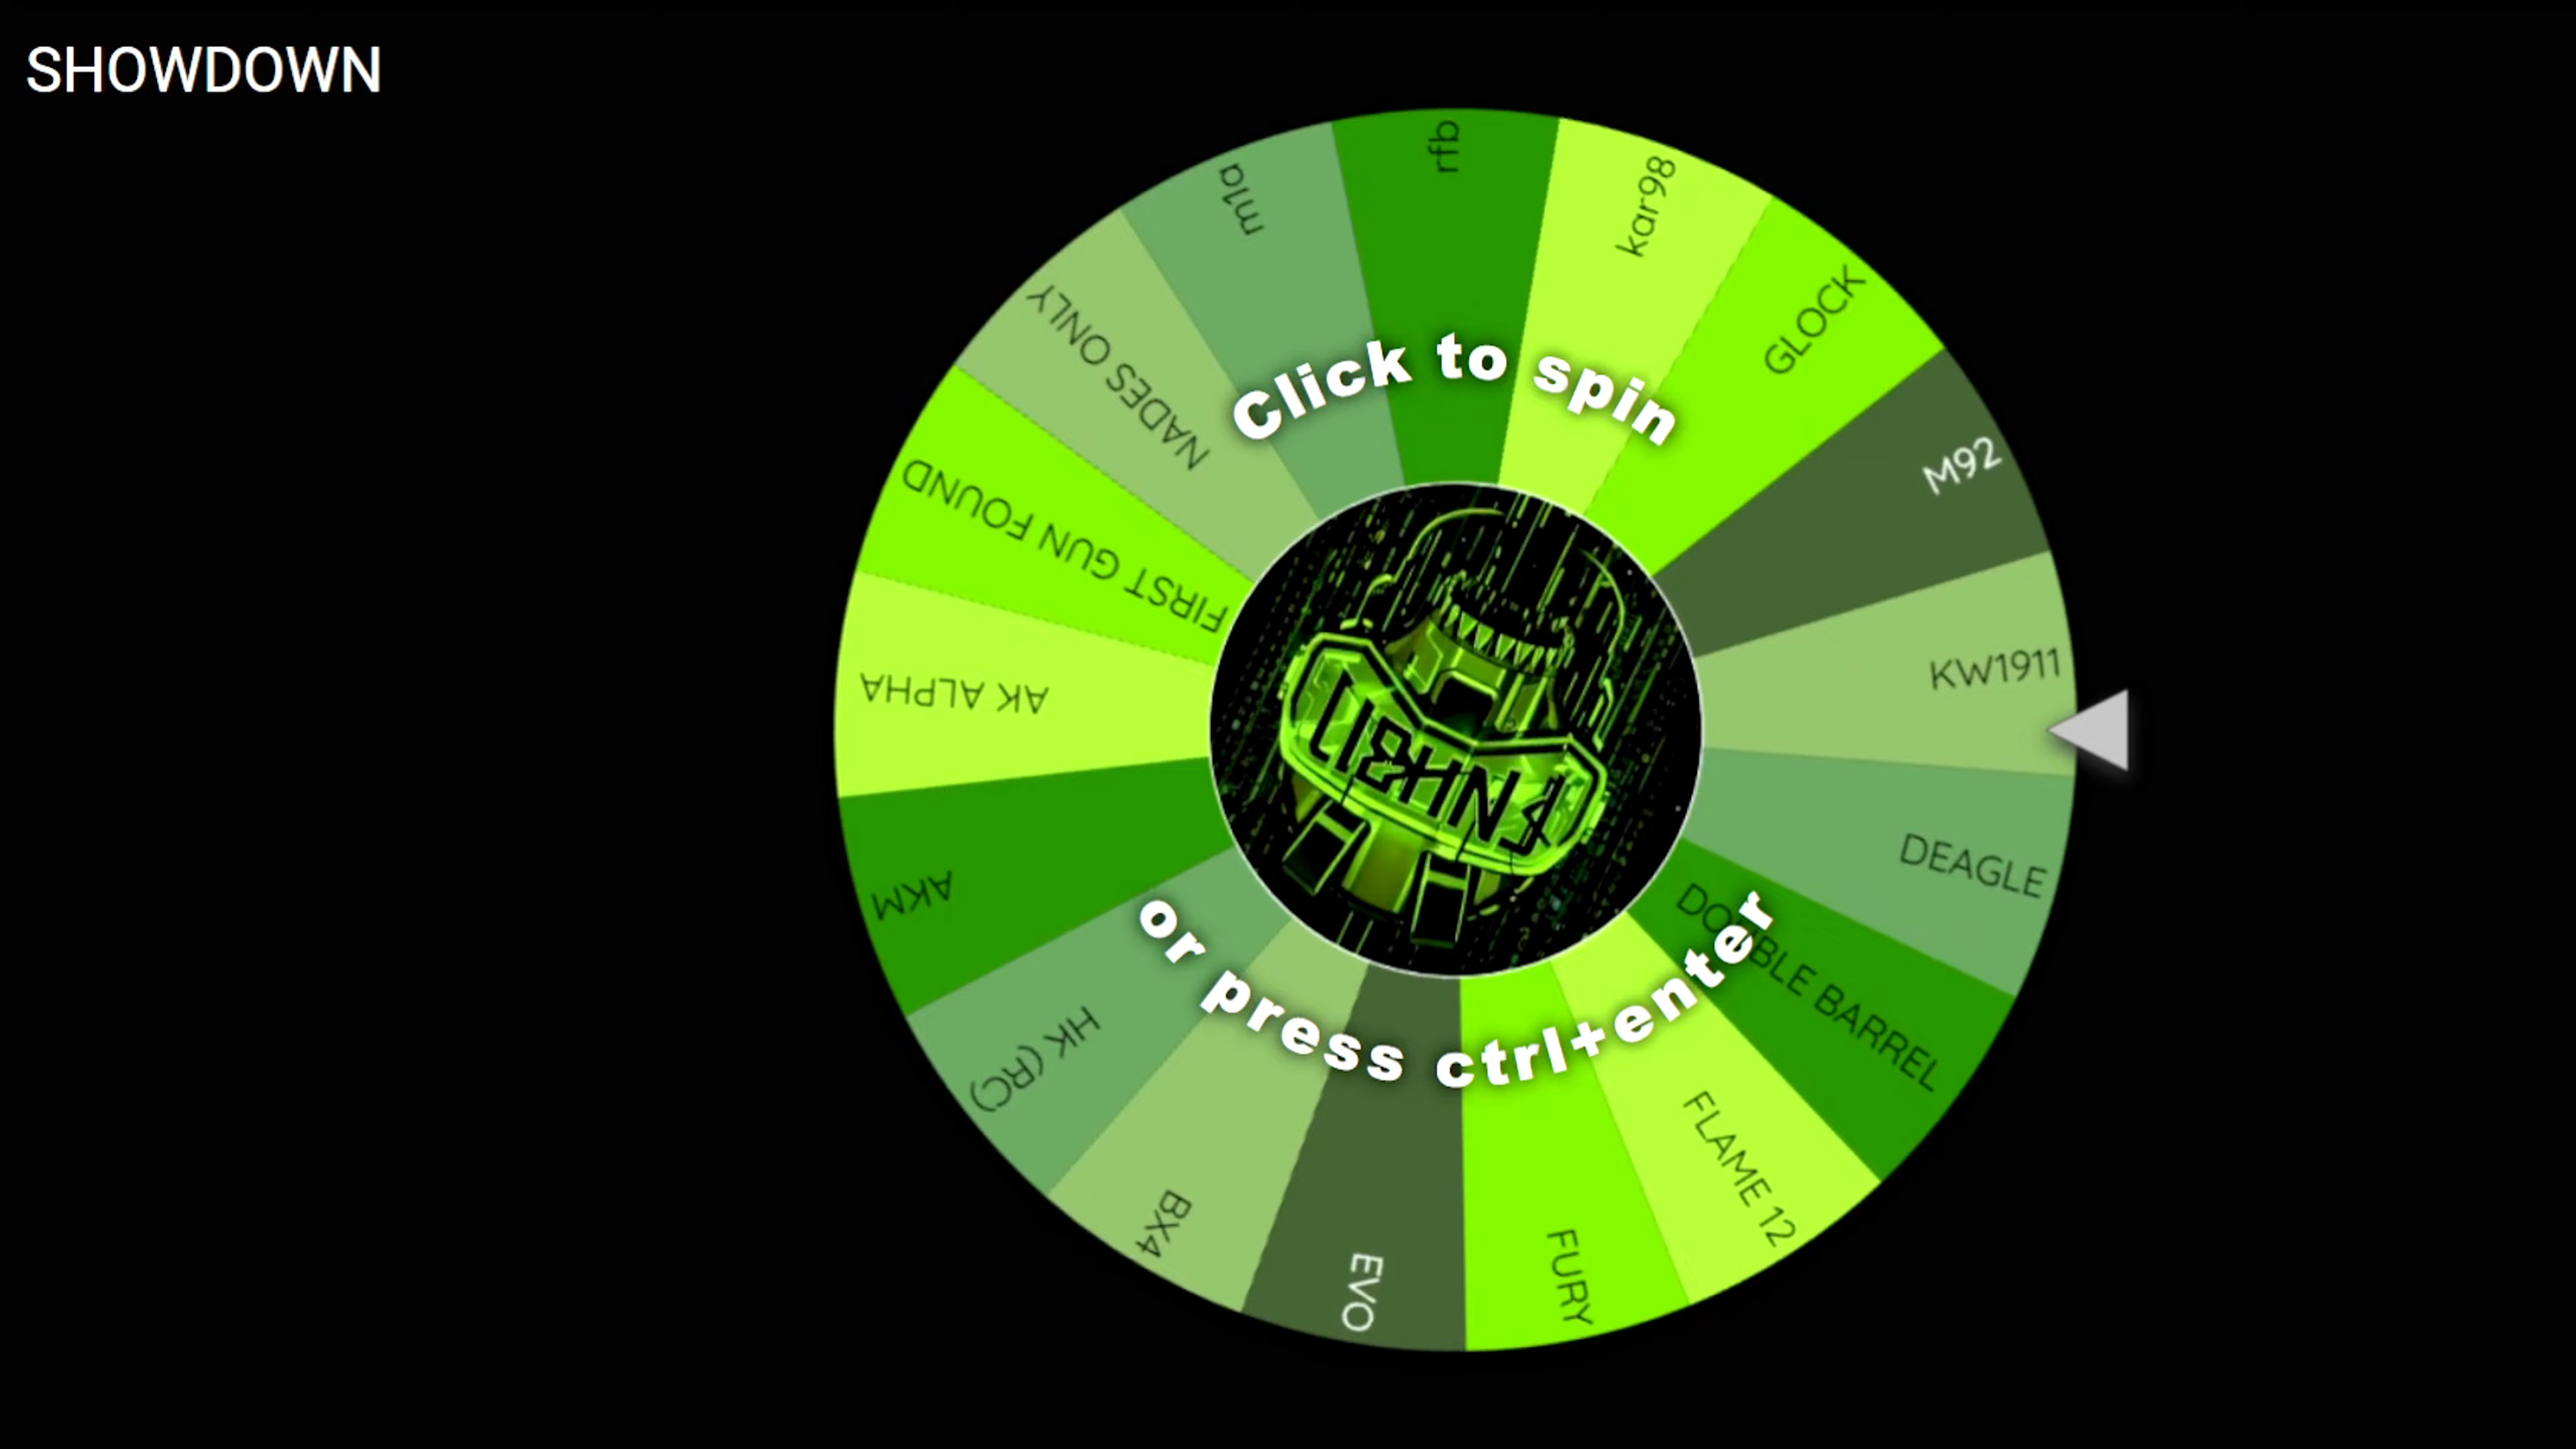 SHOWDOWN
rfb
kar98
GLOCK
M92
KW1911
DEAGLE
DOUBLE BARREL
FLAME 12
FURY
EVO
BX4
HK (RC)
AKM
AK ALPHA
FIRST GUN FOUND
NADES ONLY
m1a
Click to spin
or press ctrl+enter